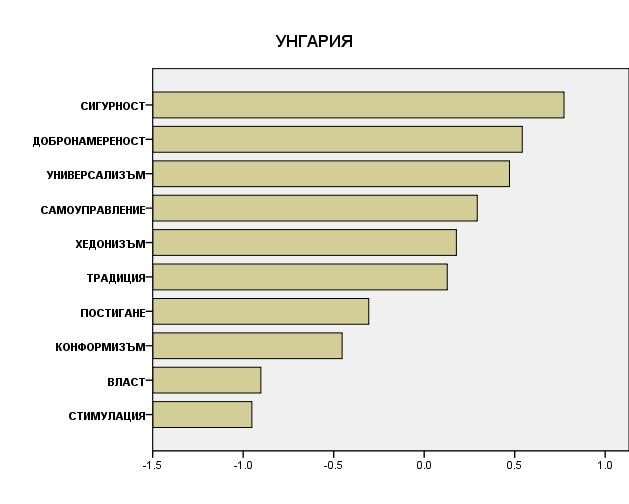 УНГАРИЯ
СИГУРНОСТ
ДОБРОНАМЕРЕНОСТ
УНИВЕРСАЛИЗЪМ
САМОУПРАВЛЕНИЕ
ХЕДОНИЗЪМ
ТРАДИЦИЯ
ПОСТИГАНЕ
КОНФОРМИЗЪМ
ВЛАСТ
СТИМУЛАЦИЯ
-1.5 -1.0 -0.5 0.0 0.5 1.0